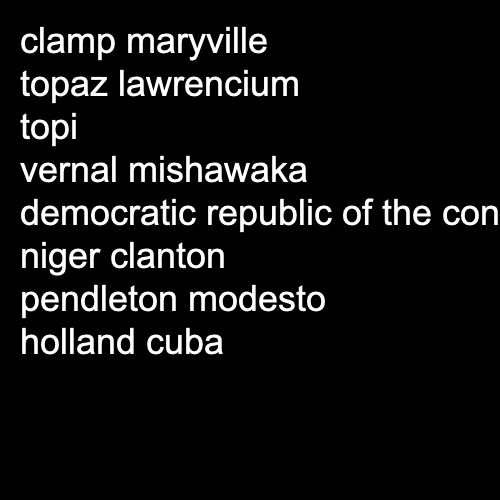 clamp maryville
topaz lawrencium
topi
vernal mishawaka
democratic republic of the con
niger clanton
pendleton modesto
holland cuba